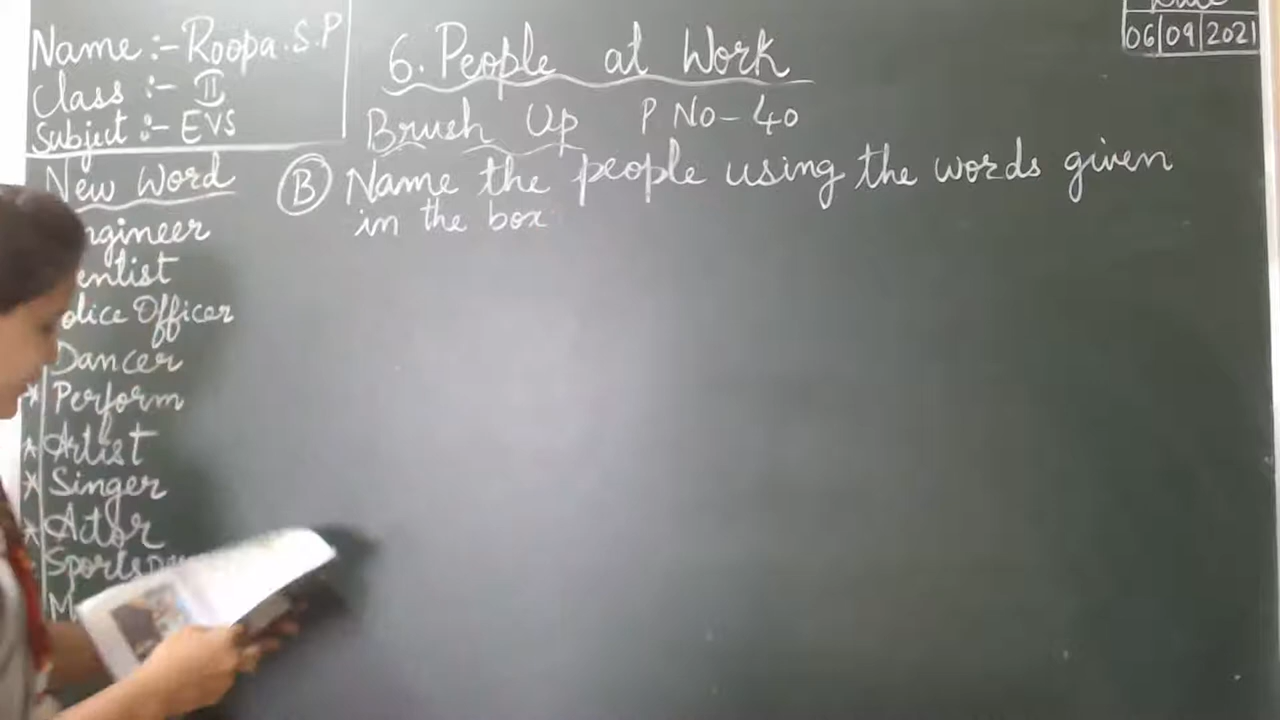 Name :- Roopa.S.P
Class :- II
Subject :- EVS
Date
06|09|2021
6. People at Work
Brush Up P No- 40
(B) Name the people using the words given
in the box
New Word
Dancer
* Perform
* Artist
* Singer
* Actor
Officer